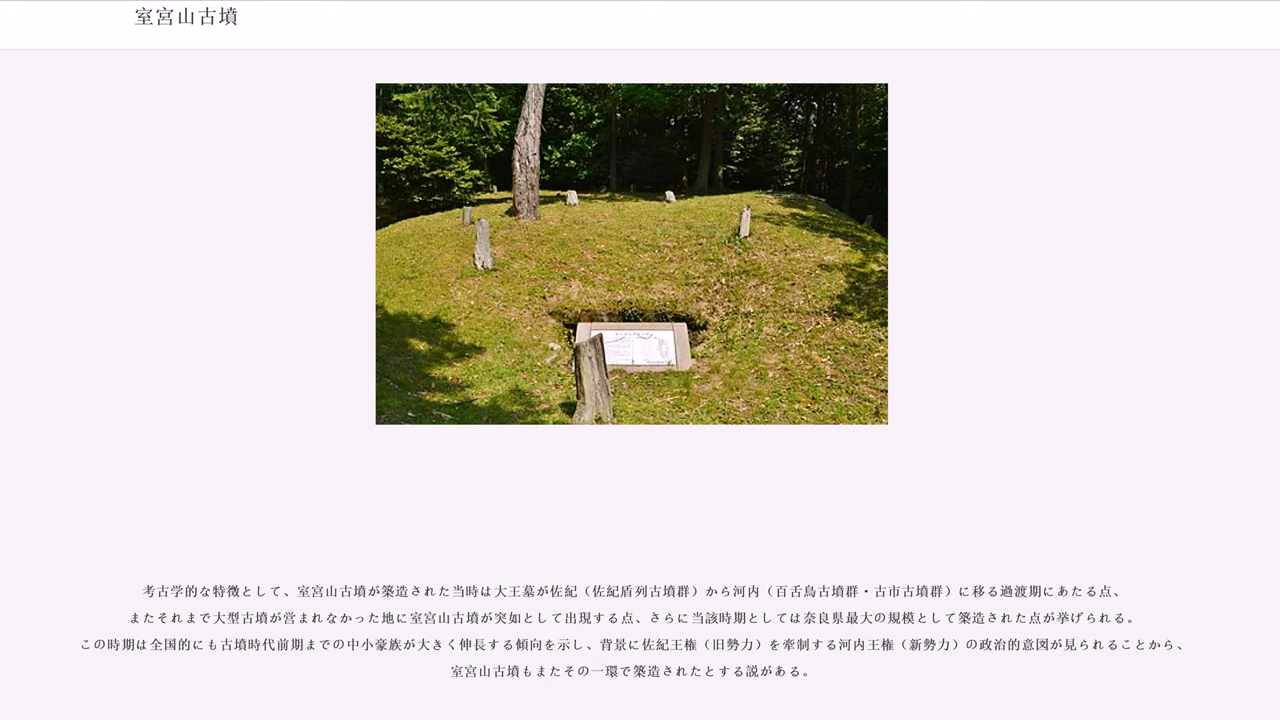 室宮山古墳
考古学的な特徴として、室宮山古墳が築造された当時は大王墓が佐紀（佐紀盾列古墳群）から河内（百舌鳥古墳群・古市古墳群）に移る過渡期にあたる点、
またそれまで大型古墳が営まれなかった地に室宮山古墳が突如として出現する点、さらに当該時期としては奈良県最大の規模として築造された点が挙げられる。
この時期は全国的にも古墳時代前期までの中小豪族が大きく伸長する傾向を示し、背景に佐紀王権（旧勢力）を牽制する河内王権（新勢力）の政治的意図が見られることから、
室宮山古墳もまたその一環で築造されたとする説がある。